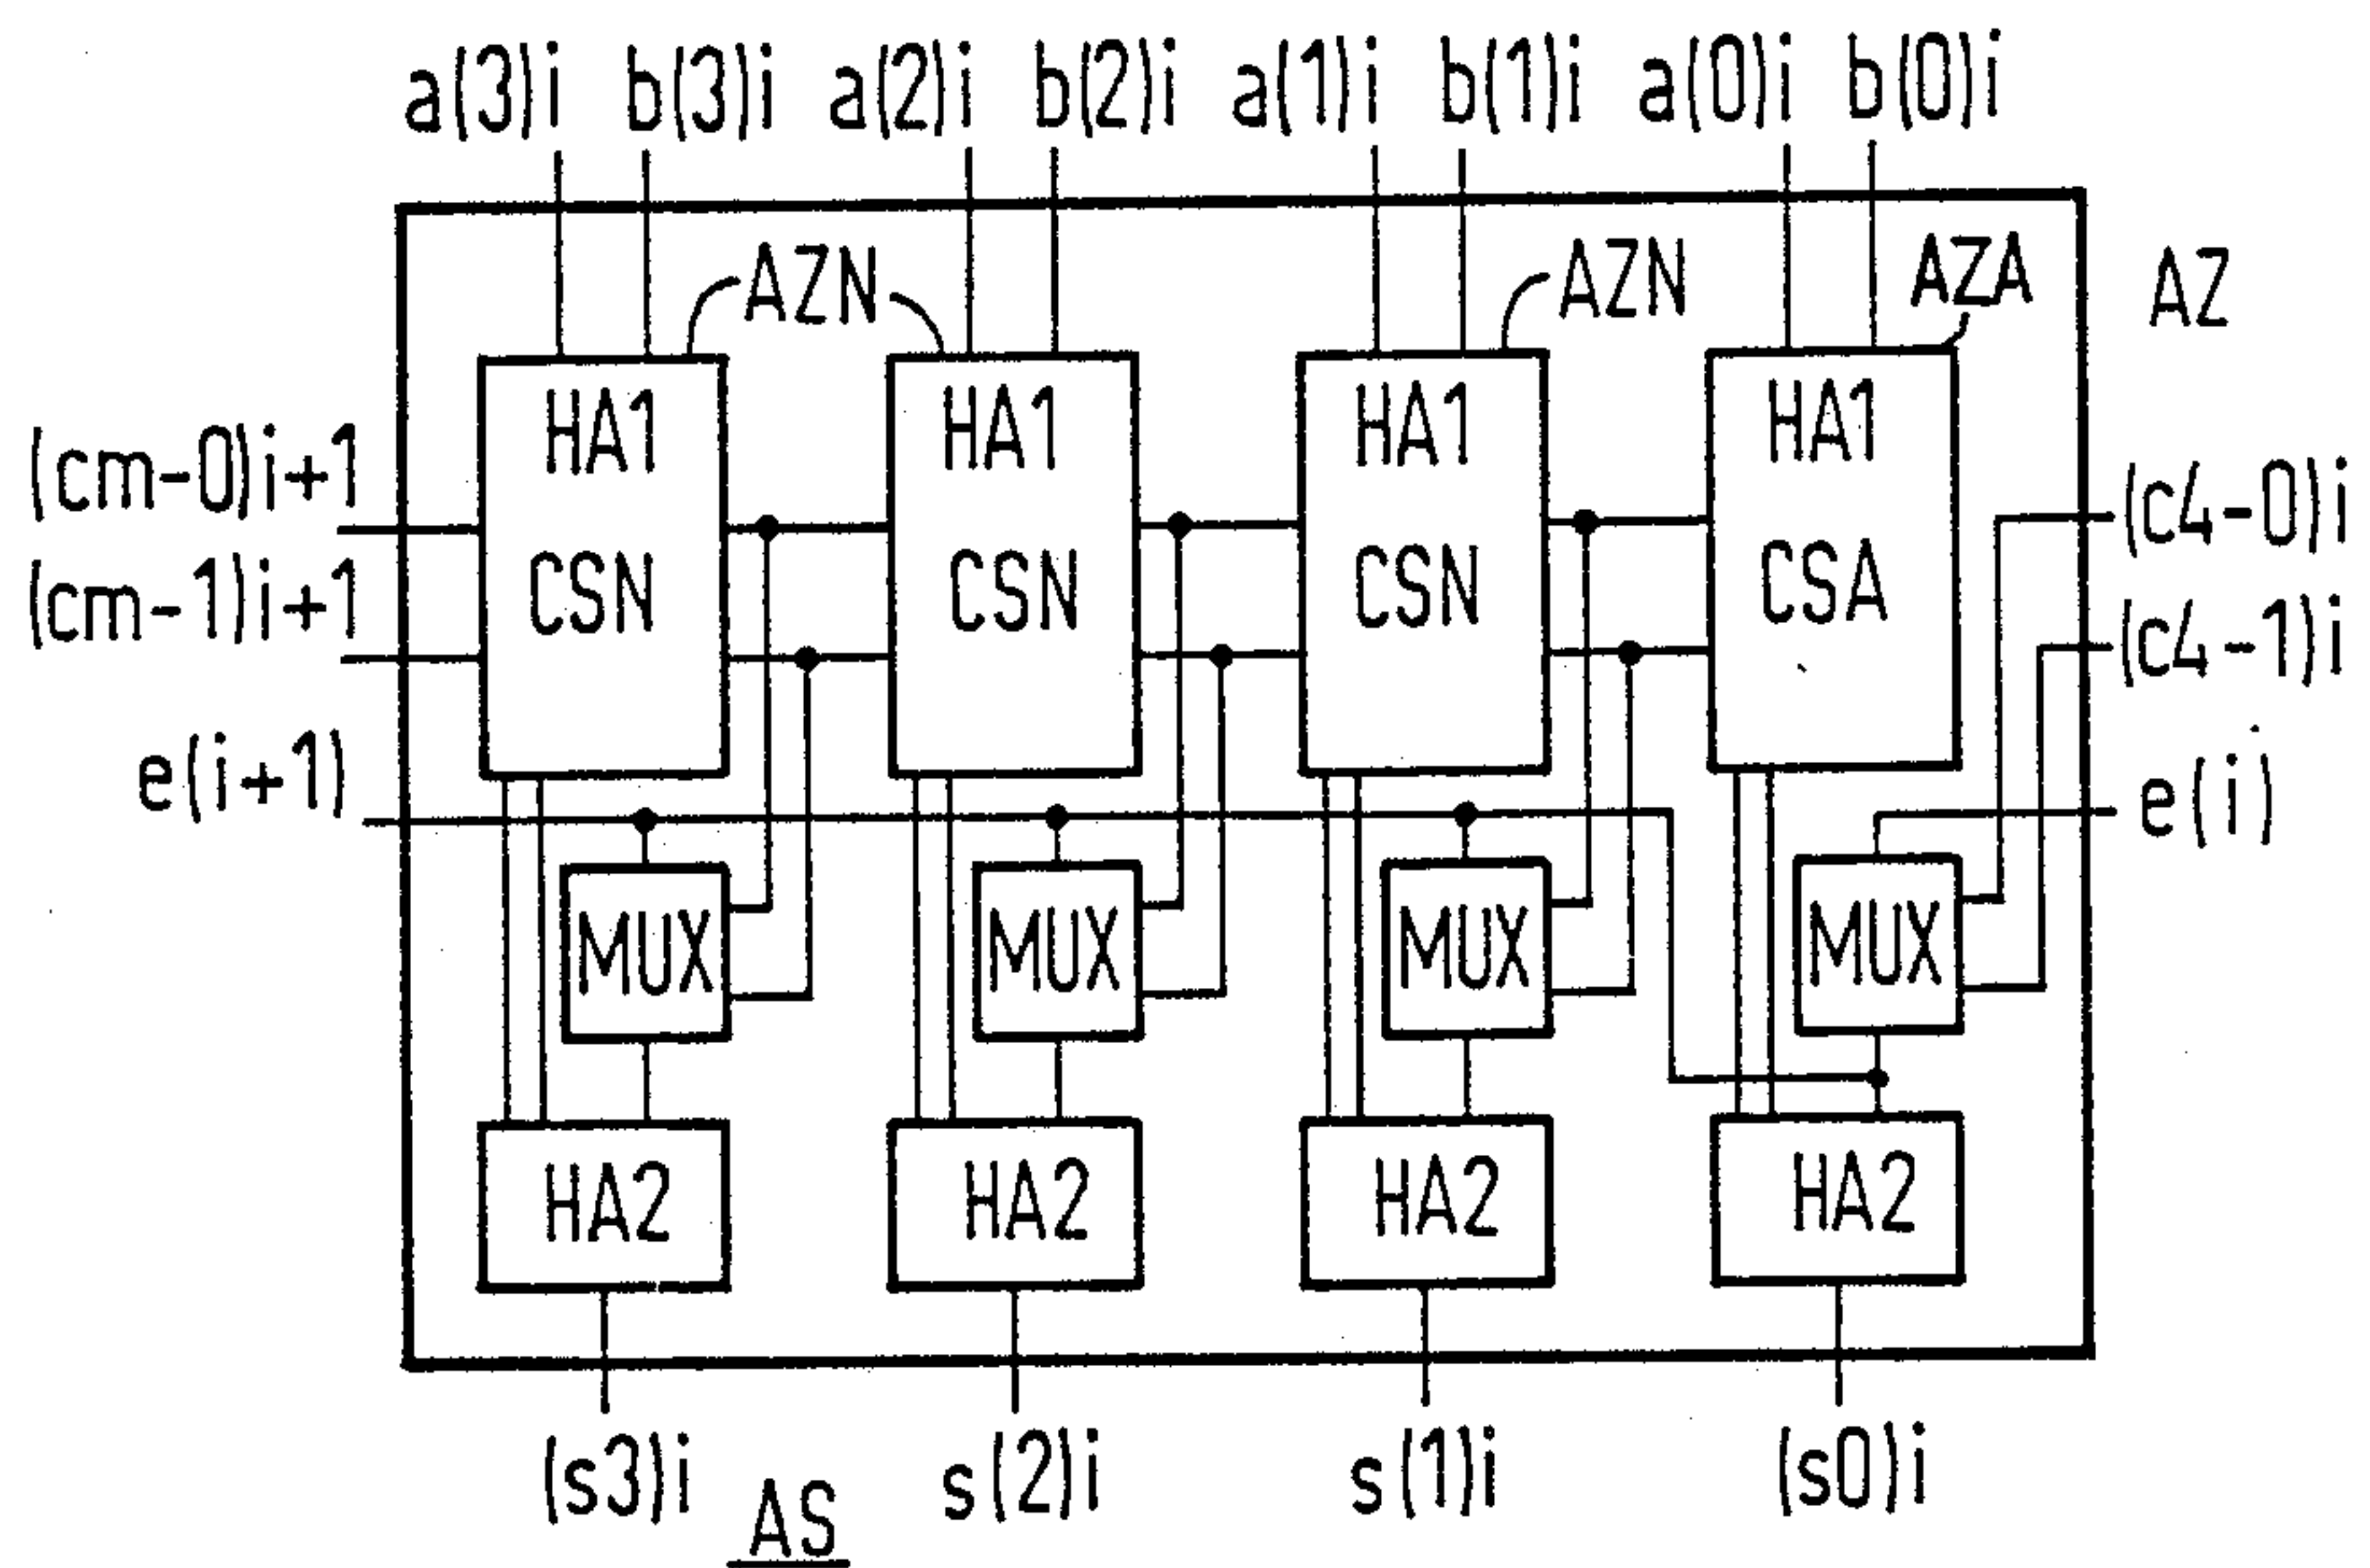 a(3)i b(3)i a(2)i b(2)i a(1)i b(1)i a(0)i b(0)i
AZN AZN AZA AZ
HA1 HA1 HA1 HA1
(cm-0)i+1 (c4-0)i
CSN CSN CSN CSA
(cm-1)i+1 (c4-1)i
e(i+1) e(i)
MUX MUX MUX MUX
HA2 HA2 HA2 HA2
(s3)i s(2)i s(1)i (s0)i
AS